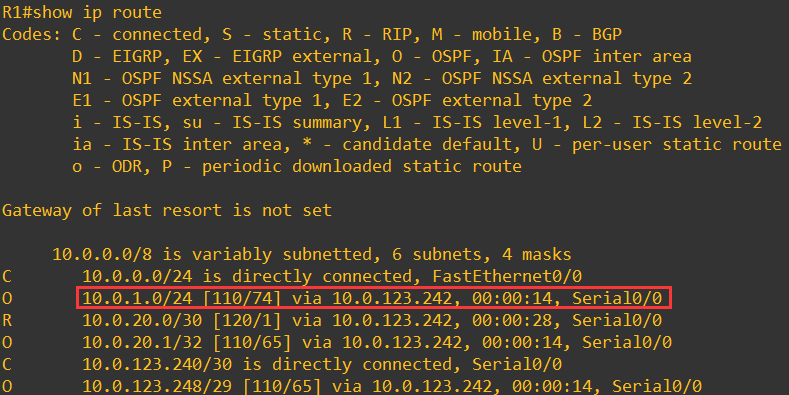 R1#show ip route
Codes: C - connected, S - static, R - RIP, M - mobile, B - BGP
       D - EIGRP, EX - EIGRP external, O - OSPF, IA - OSPF inter area
       N1 - OSPF NSSA external type 1, N2 - OSPF NSSA external type 2
       E1 - OSPF external type 1, E2 - OSPF external type 2
       i - IS-IS, su - IS-IS summary, L1 - IS-IS level-1, L2 - IS-IS level-2
       ia - IS-IS inter area, * - candidate default, U - per-user static route
       o - ODR, P - periodic downloaded static route
Gateway of last resort is not set
     10.0.0.0/8 is variably subnetted, 6 subnets, 4 masks
C       10.0.0.0/24 is directly connected, FastEthernet0/0
O       10.0.1.0/24 [110/74] via 10.0.123.242, 00:00:14, Serial0/0
R       10.0.20.0/30 [120/1] via 10.0.123.242, 00:00:28, Serial0/0
O       10.0.20.1/32 [110/65] via 10.0.123.242, 00:00:14, Serial0/0
C       10.0.123.240/30 is directly connected, Serial0/0
O       10.0.123.248/29 [110/65] via 10.0.123.242, 00:00:14, Serial0/0